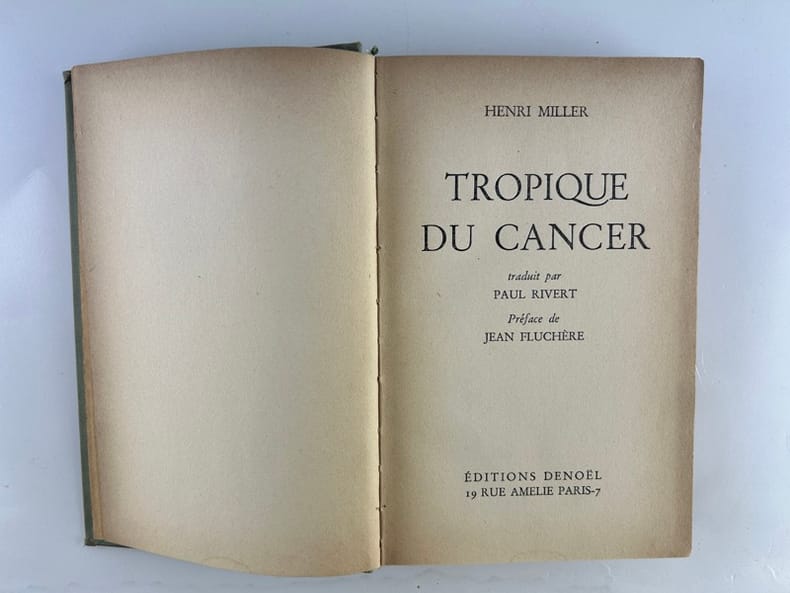 HENRI MILLER
TROPIQUE
DU CANCER
traduit par
PAUL RIVERT
Préface de
JEAN FLUCHÈRE
ÉDITIONS DENOËL
19 RUE AMELIE PARIS-7